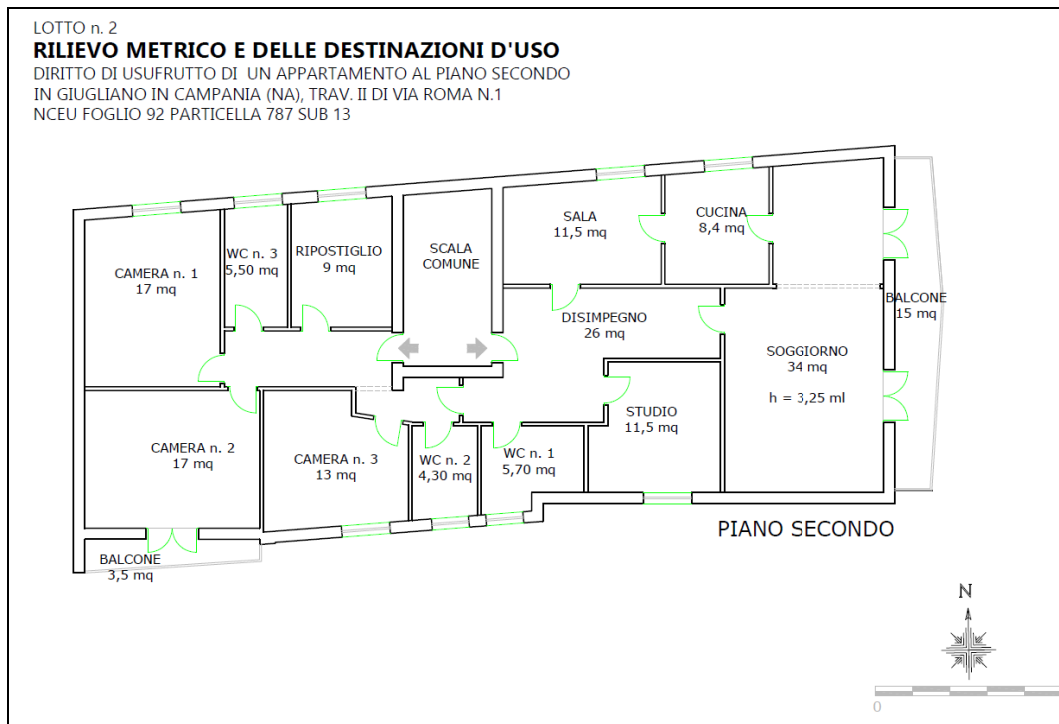 LOTTO n. 2
RILIEVO METRICO E DELLE DESTINAZIONI D'USO
DIRITTO DI USUFRUTTO DI UN APPARTAMENTO AL PIANO SECONDO
IN GIUGLIANO IN CAMPANIA (NA), TRAV. II DI VIA ROMA N.1
NCEU FOGLIO 92 PARTICELLA 787 SUB 13
CAMERA n. 1
17 mq
WC n. 3
5,50 mq
RIPOSTIGLIO
9 mq
SCALA
COMUNE
SALA
11,5 mq
CUCINA
8,4 mq
DISIMPEGNO
26 mq
BALCONE
15 mq
SOGGIORNO
34 mq
h = 3,25 ml
STUDIO
11,5 mq
CAMERA n. 2
17 mq
CAMERA n. 3
13 mq
WC n. 2
4,30 mq
WC n. 1
5,70 mq
BALCONE
3,5 mq
PIANO SECONDO
N
0